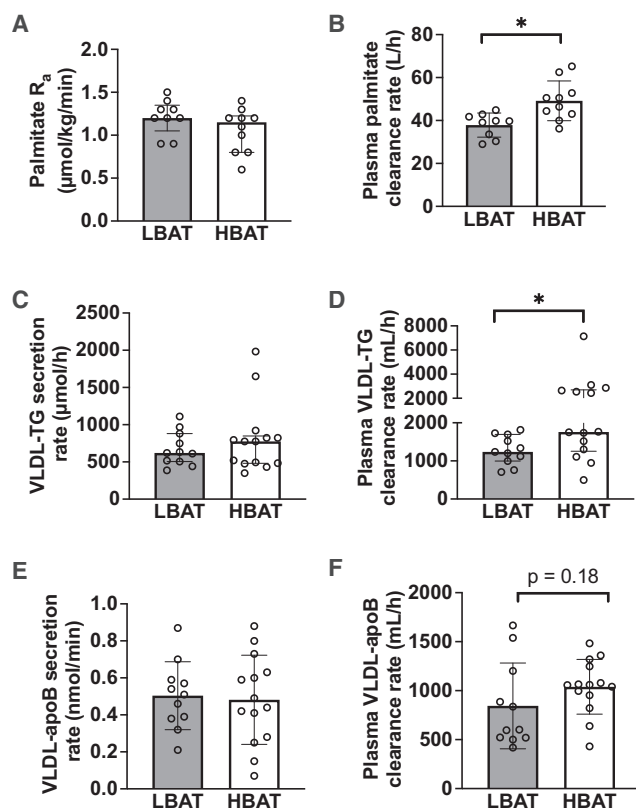 A
Palmitate Ra
(µmol/kg/min)
2.0
1.5
1.0
0.5
0.0
LBAT HBAT
B
*
Plasma palmitate
clearance rate (L/h)
80
60
40
20
0
LBAT HBAT
C
VLDL-TG secretion
rate (µmol/h)
2500
2000
1500
1000
500
0
LBAT HBAT
D
*
Plasma VLDL-TG
clearance rate (mL/h)
8000
6000
4000
2000
2000
1000
0
LBAT HBAT
E
VLDL-apoB secretion
rate (nmol/min)
1.0
0.8
0.6
0.4
0.2
0.0
LBAT HBAT
F
p = 0.18
Plasma VLDL-apoB
clearance rate (mL/h)
2000
1500
1000
500
0
LBAT HBAT